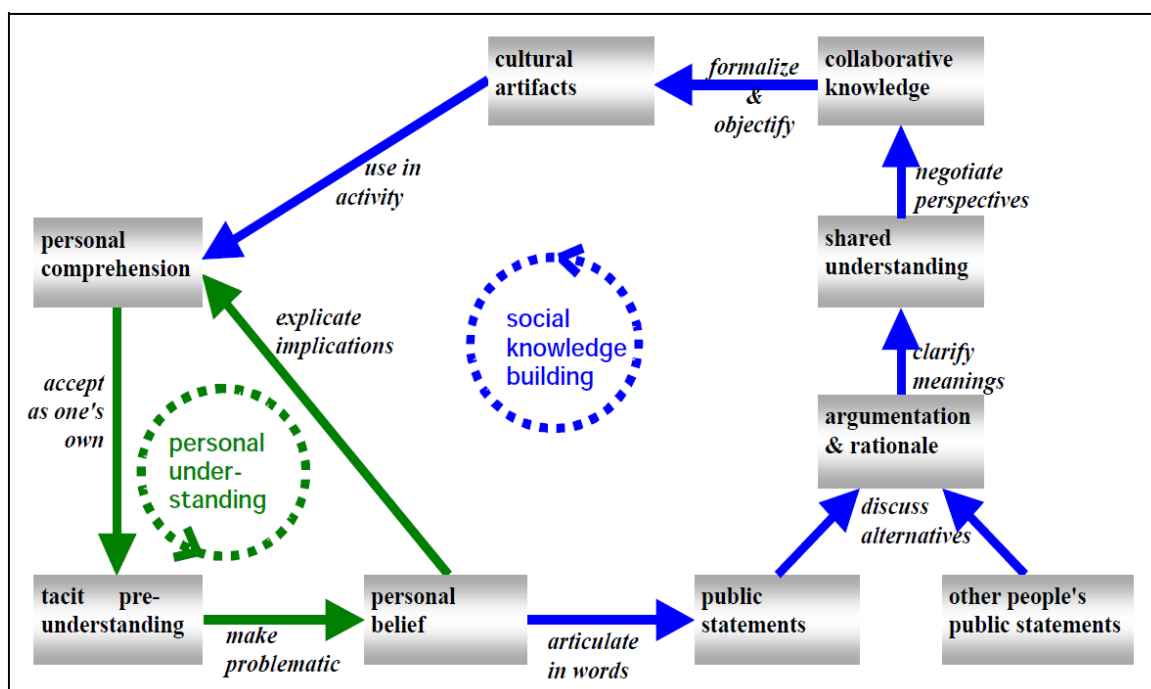 cultural
artifacts
formalize
&
objectify
collaborative
knowledge
use in
activity
negotiate
perspectives
personal
comprehension
shared
understanding
explicate
implications
social
knowledge
building
clarify
meanings
accept
as one's
own
personal
under-
standing
argumentation
& rationale
discuss
alternatives
tacit pre-
understanding
make
problematic
personal
belief
articulate
in words
public
statements
other people's
public statements